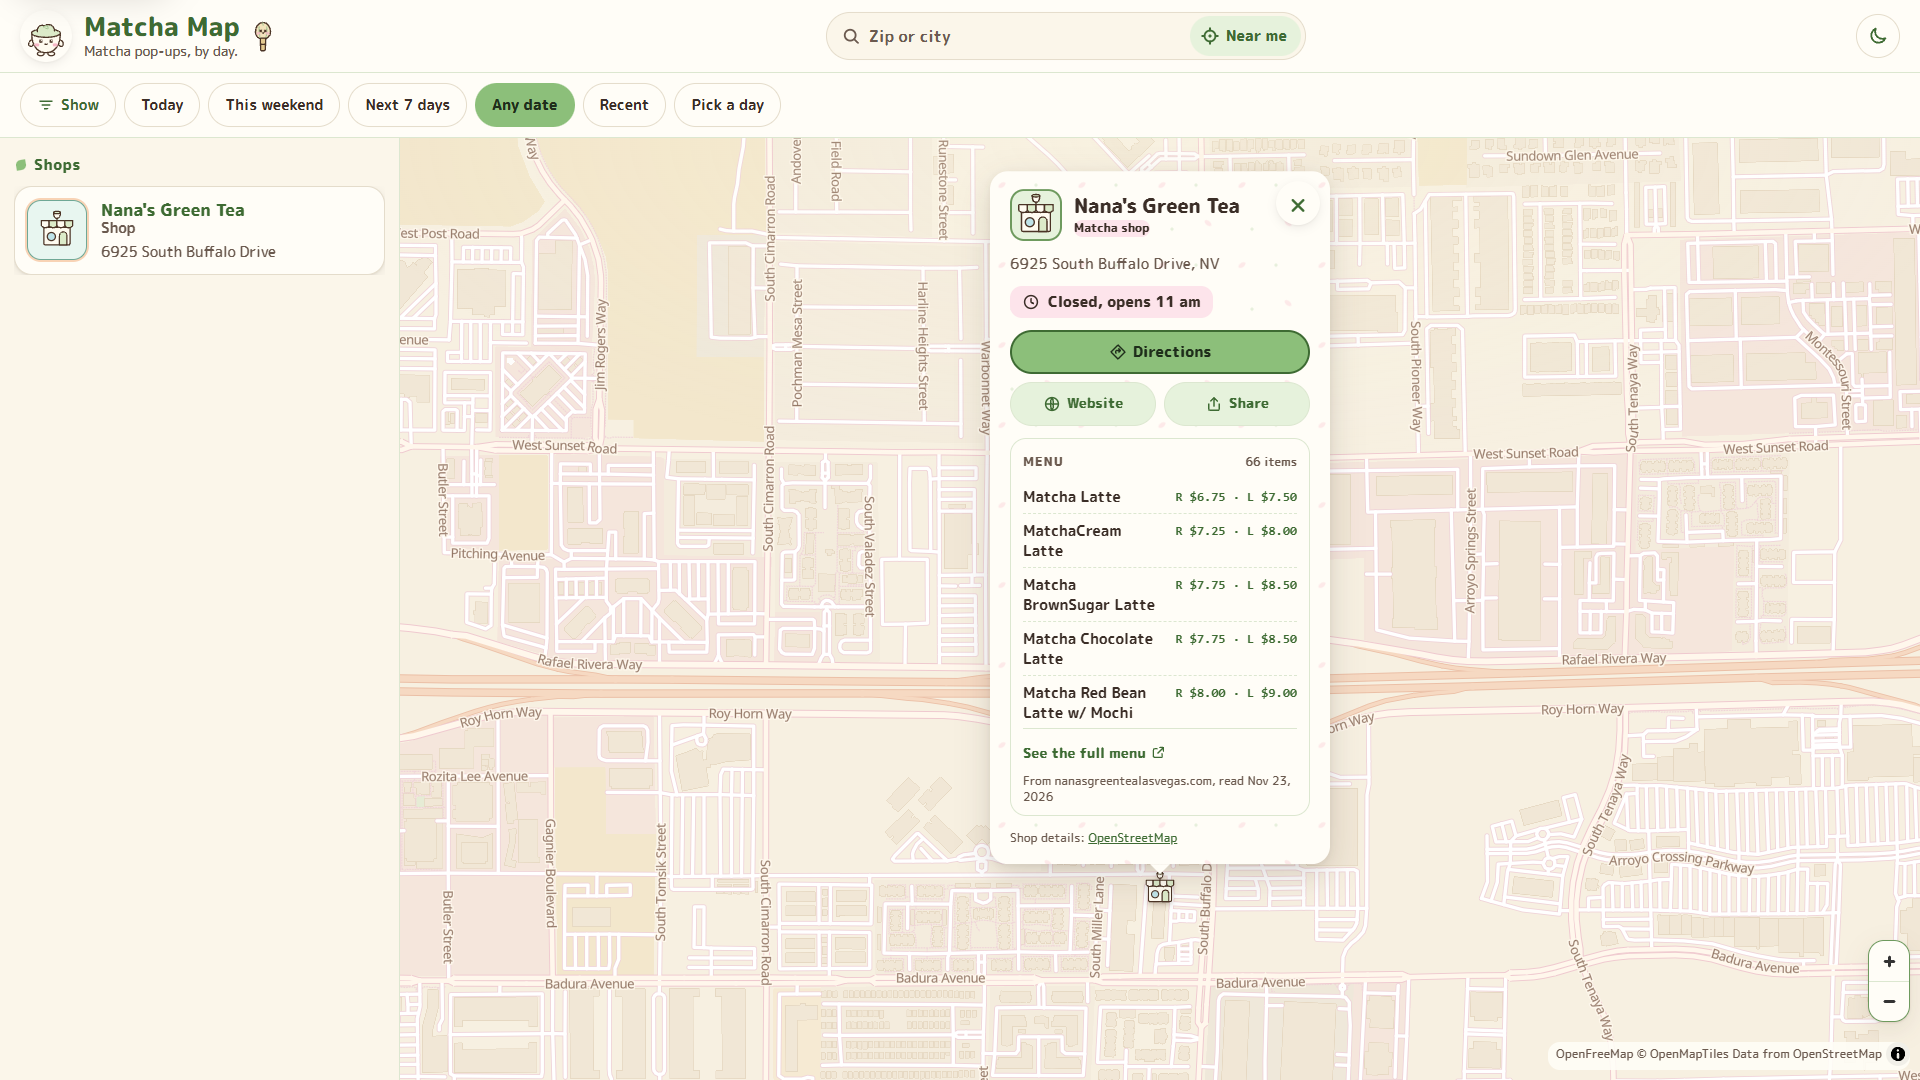 Matcha Map
Matcha pop-ups, by day.
Zip or city
Near me
Show
Today
This weekend
Next 7 days
Any date
Recent
Pick a day
Shops
Nana's Green Tea
Shop
6925 South Buffalo Drive
Nana's Green Tea
Matcha shop
6925 South Buffalo Drive, NV
Closed, opens 11 am
Directions
Website
Share
MENU
66 items
Matcha Latte
R $6.75 · L $7.50
MatchaCream
Latte
R $7.25 · L $8.00
Matcha
BrownSugar Latte
R $7.75 · L $8.50
Matcha Chocolate
Latte
R $7.75 · L $8.50
Matcha Red Bean
Latte w/ Mochi
R $8.00 · L $9.00
See the full menu
From nanasgreentealasvegas.com, read Nov 23,
2026
Shop details: OpenStreetMap
Way
Andover
Field Road
Runestone Street
Sundown Glen Avenue
est Post Road
South Cimarron Road
Pochman Mesa Street
Harline Heights Street
Warbonnet Way
Jim Rogers Way
enue
South Pioneer Way
South Tenaya Way
Montessouri Street
West Sunset Road
West Sunset Road
West Sunset Road
Butler Street
South Cimarron Road
South Valadez Street
Arroyo Springs Street
Pitching Avenue
Rafael Rivera Way
Rafael Rivera Way
Roy Horn Way
Roy Horn Way
orn Way
Roy Horn Way
Rozita Lee Avenue
Gagnier Boulevard
South Tomsik Street
South Cimarron Road
Butler Street
South Miller Lane
South Buffalo D
South Tenaya Way
Arroyo Crossing Parkway
Badura Avenue
Badura Avenue
Badura Avenue
Badura Avenue
South Tenaya Way
+
−
OpenFreeMap © OpenMapTiles Data from OpenStreetMap